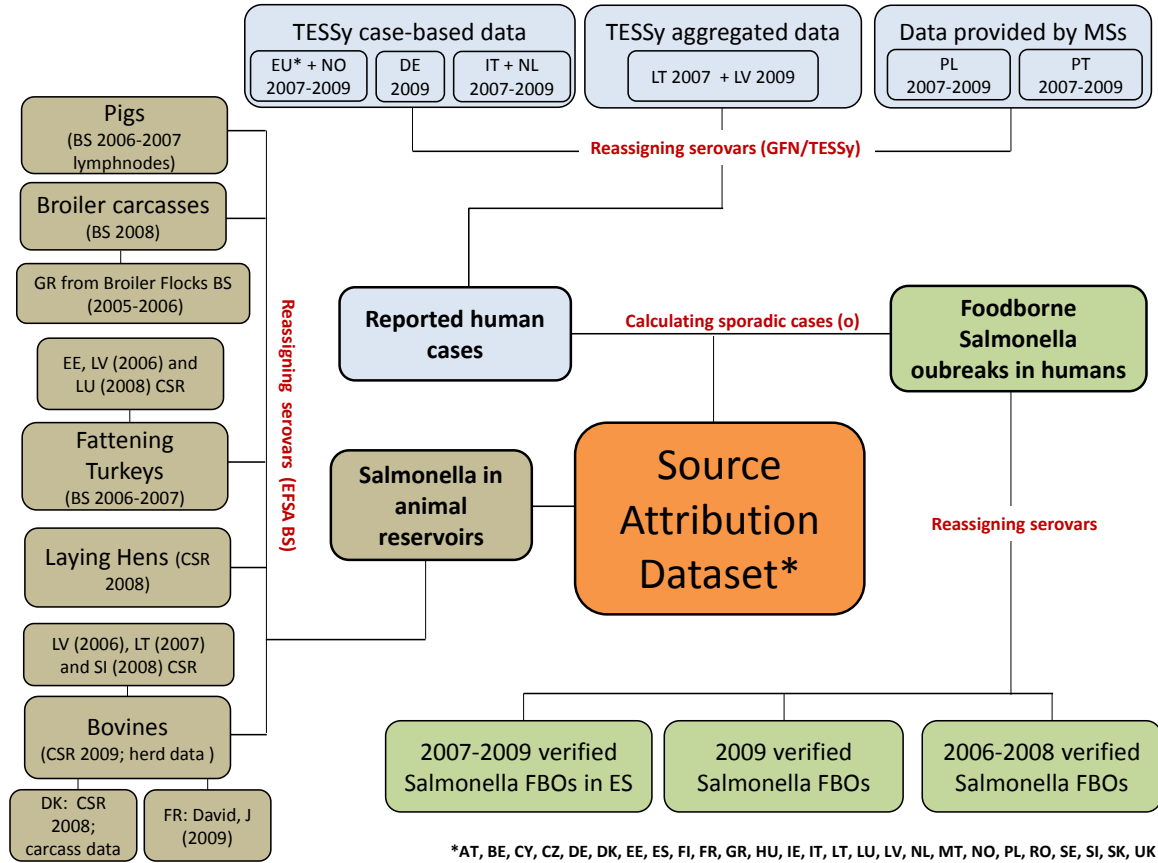 TESSy case-based data
EU* + NO
2007-2009
DE
2009
IT + NL
2007-2009
TESSy aggregated data
LT 2007 + LV 2009
Data provided by MSs
PL
2007-2009
PT
2007-2009
Reassigning serovars (GFN/TESSy)
Pigs
(BS 2006-2007
lymphnodes)
Broiler carcasses
(BS 2008)
GR from Broiler Flocks BS
(2005-2006)
EE, LV (2006) and
LU (2008) CSR
Fattening
Turkeys
(BS 2006-2007)
Laying Hens (CSR
2008)
LV (2006), LT (2007)
and SI (2008) CSR
Bovines
(CSR 2009; herd data )
DK: CSR
2008;
carcass data
FR: David, J
(2009)
Reassigning serovars (EFSA BS)
Reported human
cases
Calculating sporadic cases (o)
Foodborne
Salmonella
oubreaks in humans
Salmonella in
animal
reservoirs
Source
Attribution
Dataset*
Reassigning serovars
2007-2009 verified
Salmonella FBOs in ES
2009 verified
Salmonella FBOs
2006-2008 verified
Salmonella FBOs
*AT, BE, CY, CZ, DE, DK, EE, ES, FI, FR, GR, HU, IE, IT, LT, LU, LV, NL, MT, NO, PL, RO, SE, SI, SK, UK